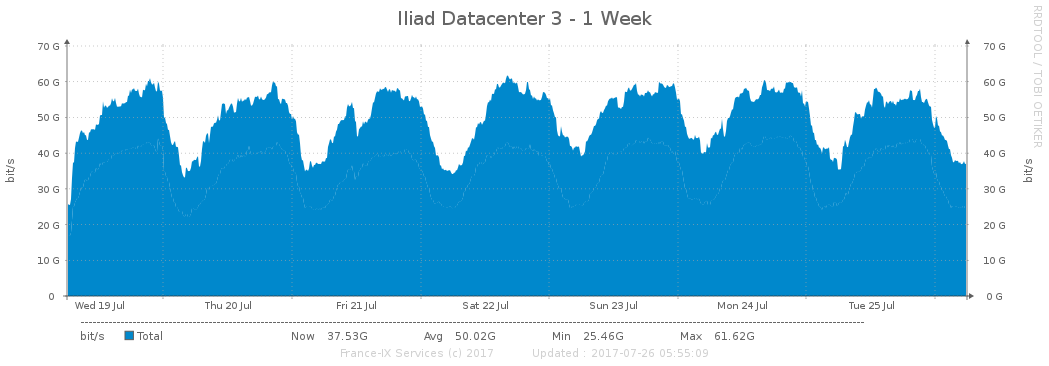 Iliad Datacenter 3 - 1 Week
RRDTOOL / TOBI OETIKER
bit/s
70 G 70 G
60 G 60 G
50 G 50 G
40 G 40 G
30 G 30 G
20 G 20 G
10 G 10 G
0 0 G
bit/s
Wed 19 Jul Thu 20 Jul Fri 21 Jul Sat 22 Jul Sun 23 Jul Mon 24 Jul Tue 25 Jul
bit/s Total Now 37.53G Avg 50.02G Min 25.46G Max 61.62G
France-IX Services (c) 2017 Updated : 2017-07-26 05:55:09